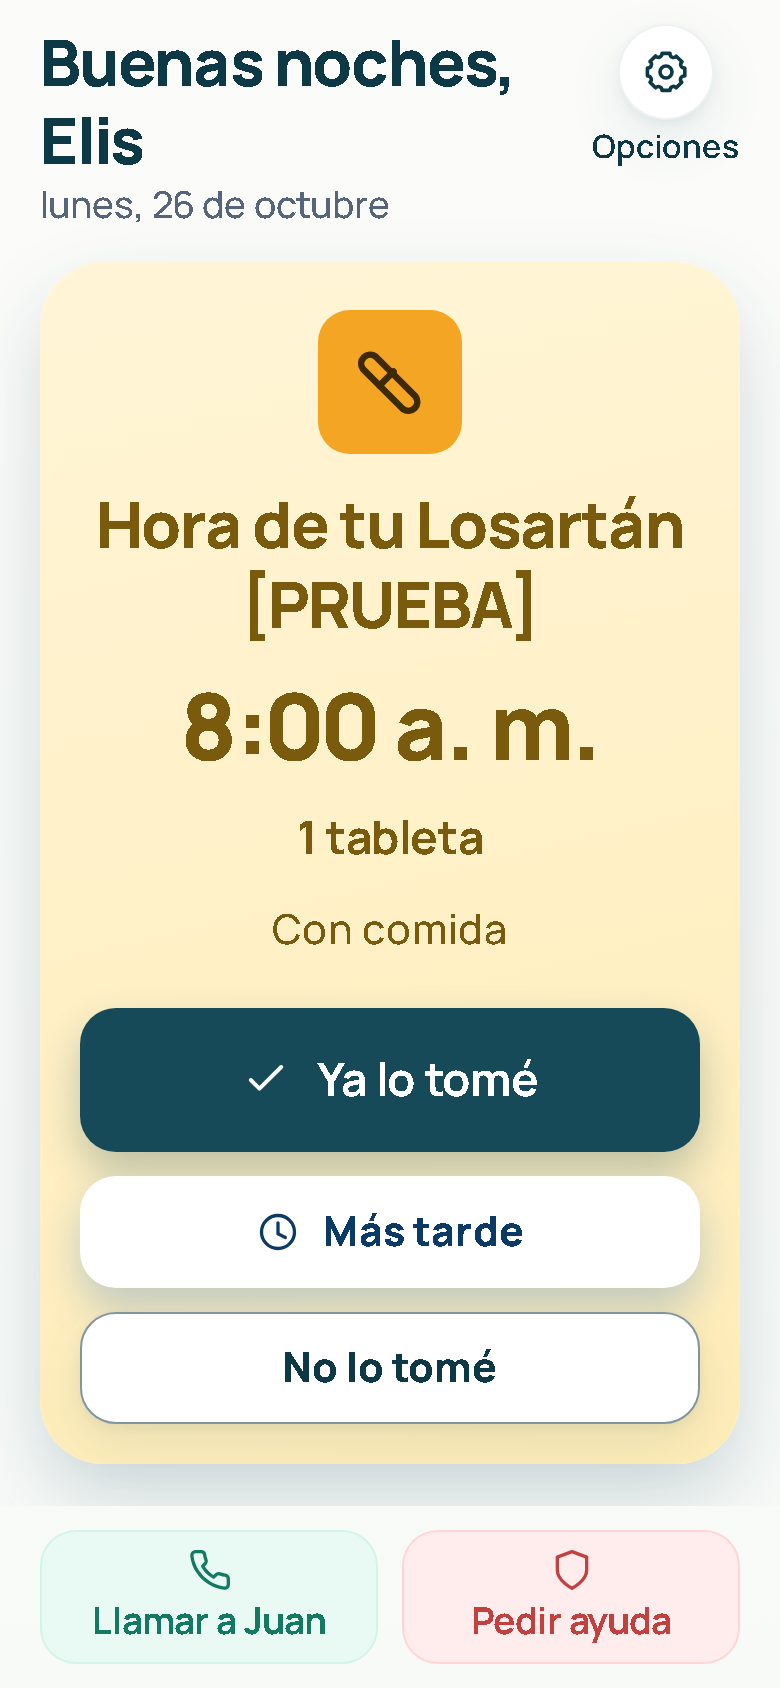 Buenas noches,
Elis
Opciones
lunes, 26 de octubre
Hora de tu Losartán
[PRUEBA]
8:00 a. m.
1 tableta
Con comida
Ya lo tomé
Más tarde
No lo tomé
Llamar a Juan
Pedir ayuda